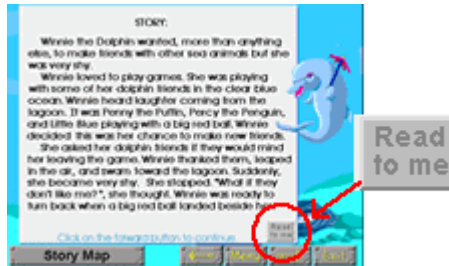 STORY:
Winnie the Dolphin wanted, more than anything
else, to make friends with other sea animals but she
was very shy.
Winnie loved to play games. She was playing
with some of her dolphin friends in the clear blue
ocean. Winnie heard laughter coming from the
lagoon. It was Penny the Puffin, Percy the Penguin,
and Little Blue playing with a big red ball. Winnie
decided this was her chance to make new friends.
She asked her dolphin friends if they would mind
her leaving the game. Winnie thanked them, leaped
in the air, and swam toward the lagoon. Suddenly,
she became very shy. She stopped. "What if they
don't like me?", she thought. Winnie was ready to
turn back when a big red ball landed beside her.
Click on the forward button to continue.
Read
to me
Read
to me
Story Map
Menu
Exit